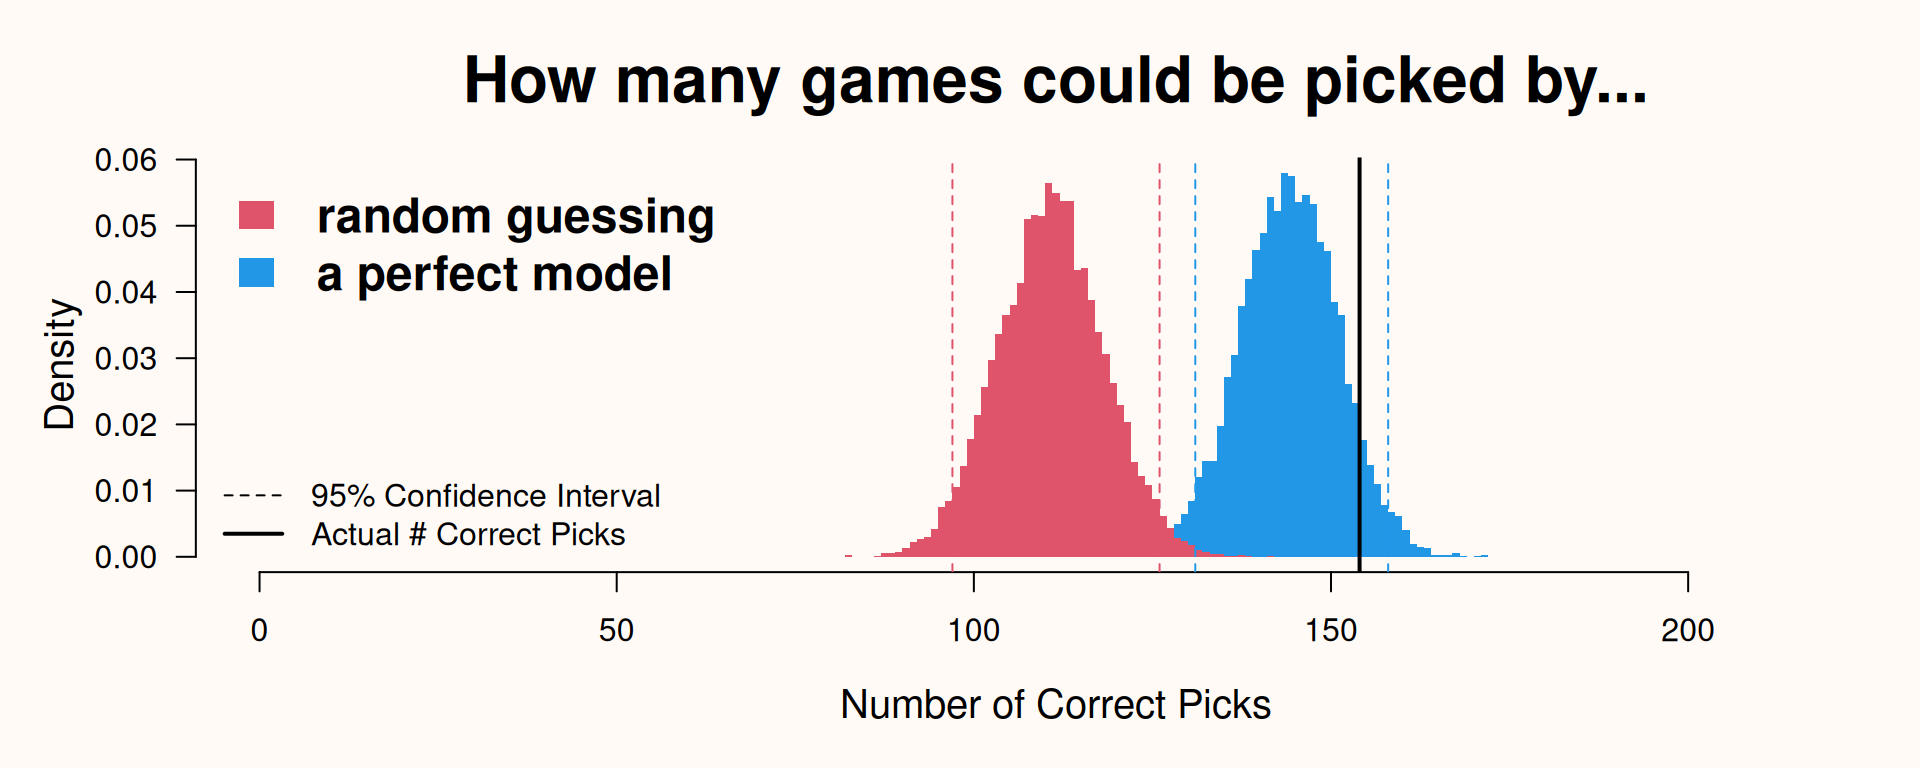 How many games could be picked by...
0.06
0.05
0.04
0.03
0.02
0.01
0.00
Density
random guessing
a perfect model
95% Confidence Interval
Actual # Correct Picks
0 50 100 150 200
Number of Correct Picks